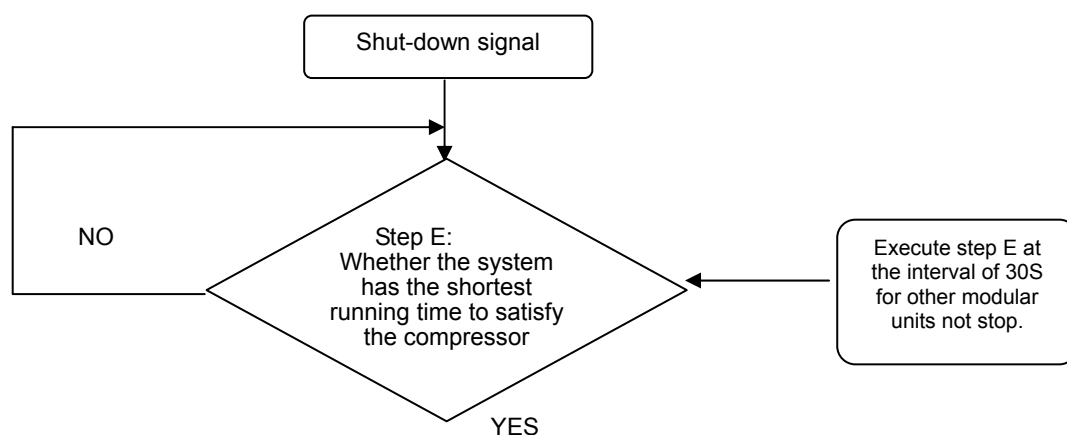 Shut-down signal
NO
Step E:
Whether the system
has the shortest
running time to satisfy
the compressor
Execute step E at
the interval of 30S
for other modular
units not stop.
YES